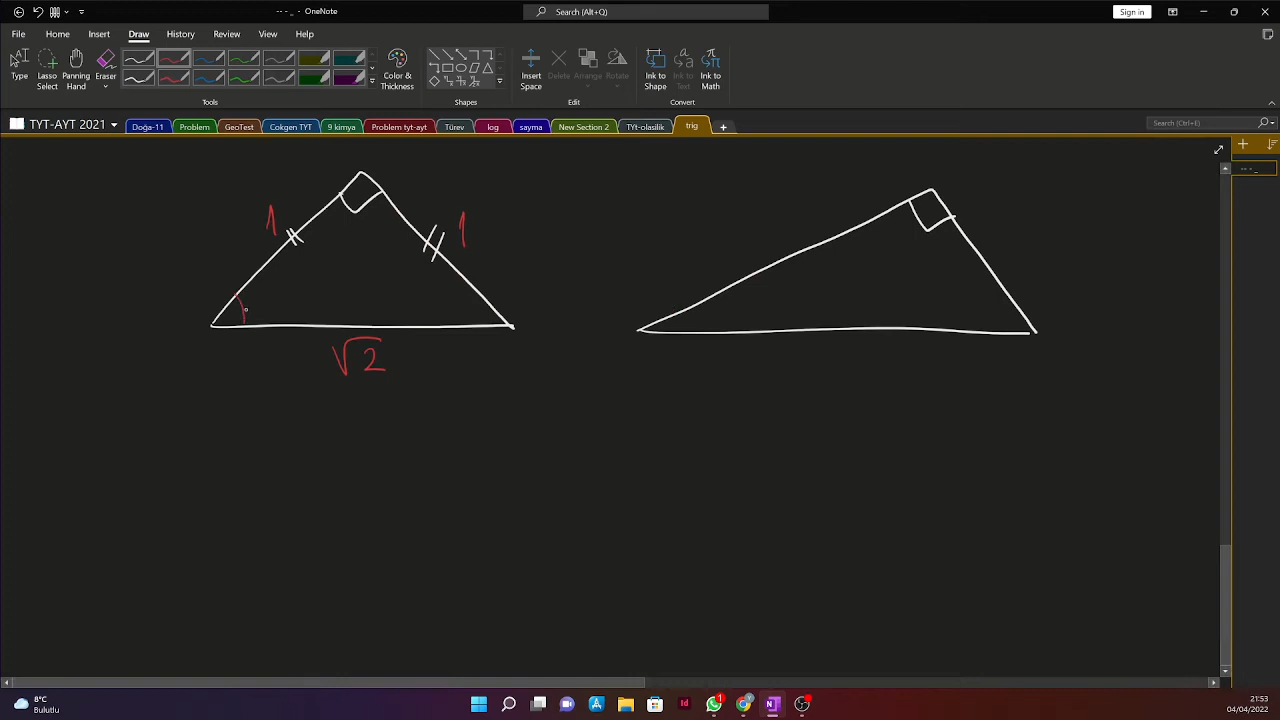 -- - _ - OneNote
Search (Alt+Q)
Sign in
File Home Insert Draw History Review View Help
Type
Lasso Select
Panning Hand
Eraser
Color & Thickness
Insert Space
Delete
Arrange
Rotate
Ink to Shape
Ink to Text
Ink to Math
Tools
Shapes
Edit
Convert
TYT-AYT 2021
Doğa-11
Problem
GeoTest
Cokgen TYT
9 kimya
Problem tyt-ayt
Türev
log
sayma
New Section 2
TYt-olasilik
trig
Search (Ctrl+E)
-- - _
1
1
√2
8°C
Bulutlu
1
21:53
04/04/2022